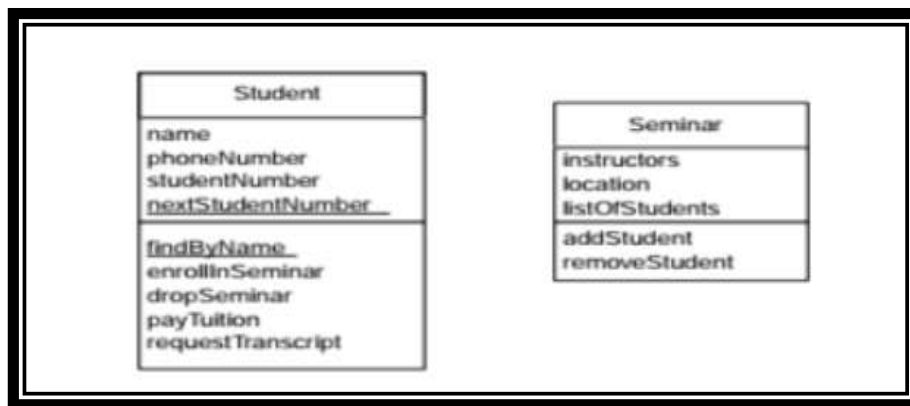 Student
name
phoneNumber
studentNumber
nextStudentNumber
findByName
enrollInSeminar
dropSeminar
payTuition
requestTranscript
Seminar
instructors
location
listOfStudents
addStudent
removeStudent